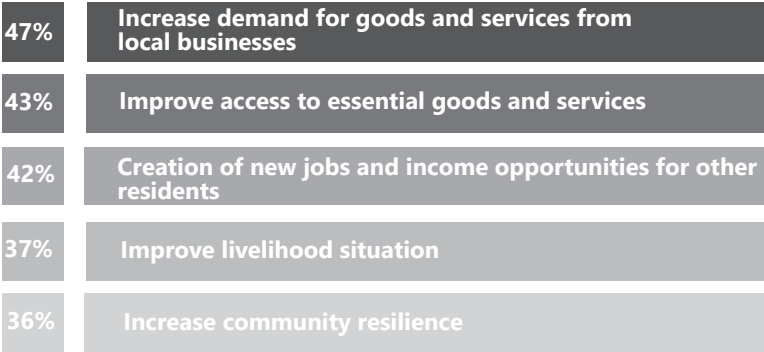 47%
Increase demand for goods and services from
local businesses
43%
Improve access to essential goods and services
42%
Creation of new jobs and income opportunities for other
residents
37%
Improve livelihood situation
36%
Increase community resilience